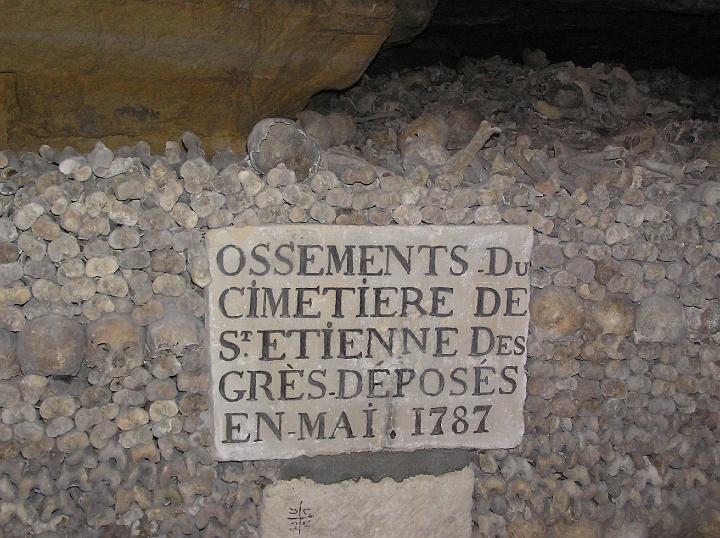 OSSEMENTS-DU
CIMETIERE DE
ST. ETIENNE DES
GRÈS-DÉPOSÉS
EN-MAI. 1787